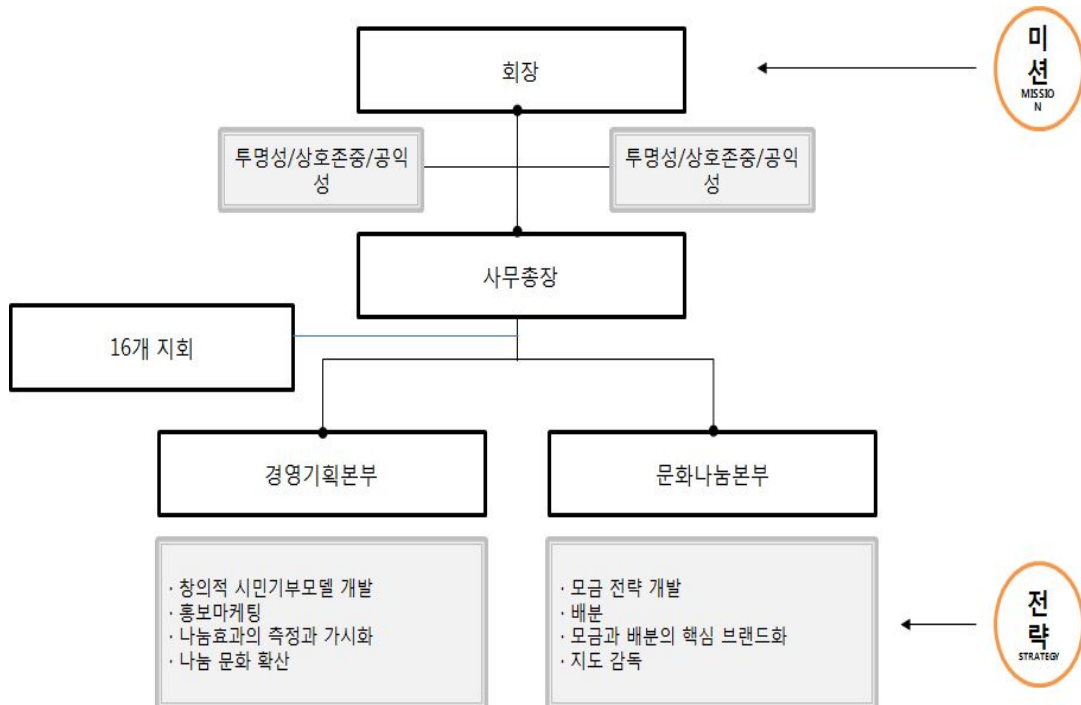 회장
미
션
MISSIO
N
투명성/상호존중/공익
성
투명성/상호존중/공익
성
사무총장
16개 지회
경영기획본부
문화나눔본부
· 창의적 시민기부모델 개발
· 홍보마케팅
· 나눔효과의 측정과 가시화
· 나눔 문화 확산
· 모금 전략 개발
· 배분
· 모금과 배분의 핵심 브랜드화
· 지도 감독
전
략
STRATEGY